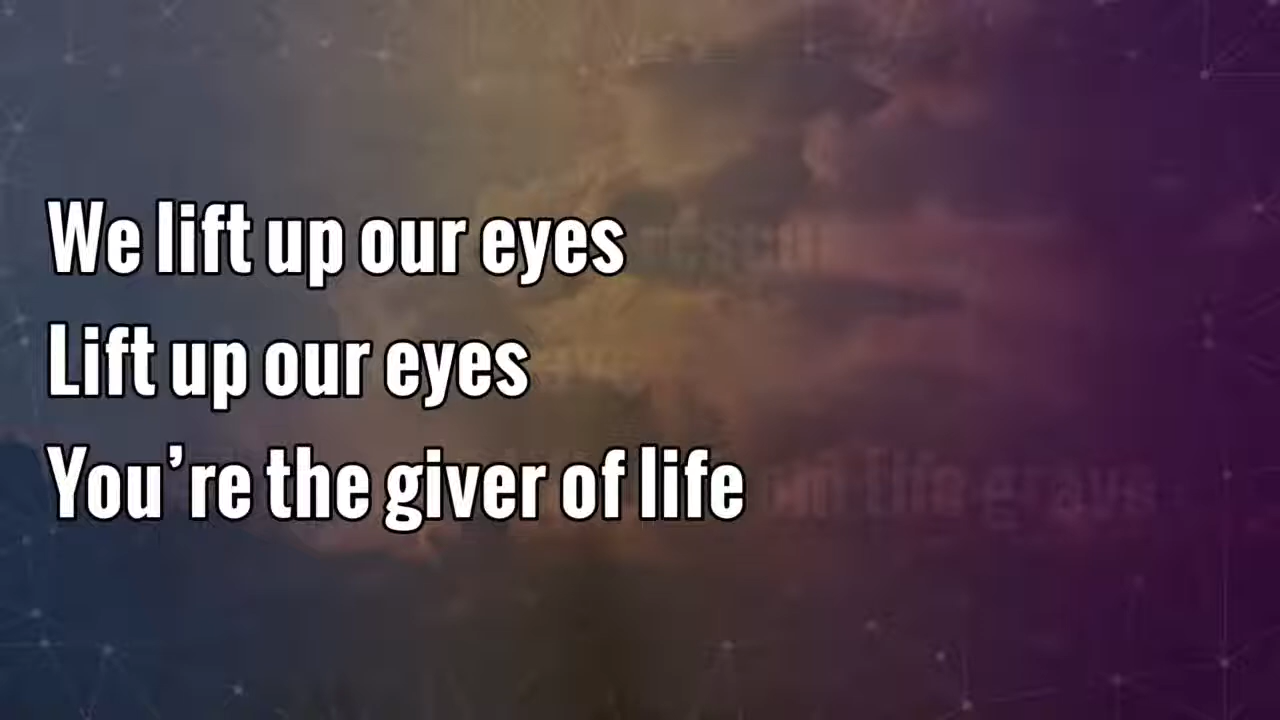 We lift up our eyes
Lift up our eyes
You’re the giver of life